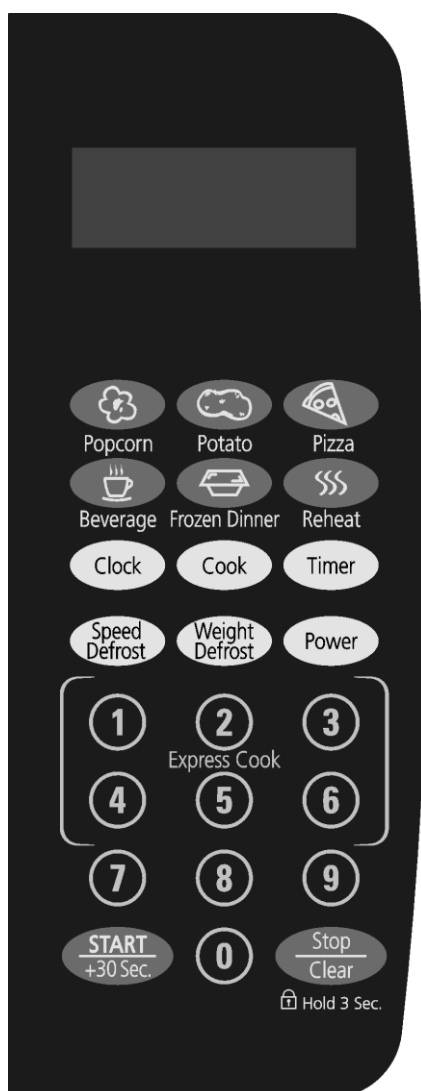 Popcorn Potato Pizza
Beverage Frozen Dinner Reheat
Clock Cook Timer
Speed Defrost Weight Defrost Power
1 2 3
Express Cook
4 5 6
7 8 9
START +30 Sec. 0 Stop Clear
Hold 3 Sec.